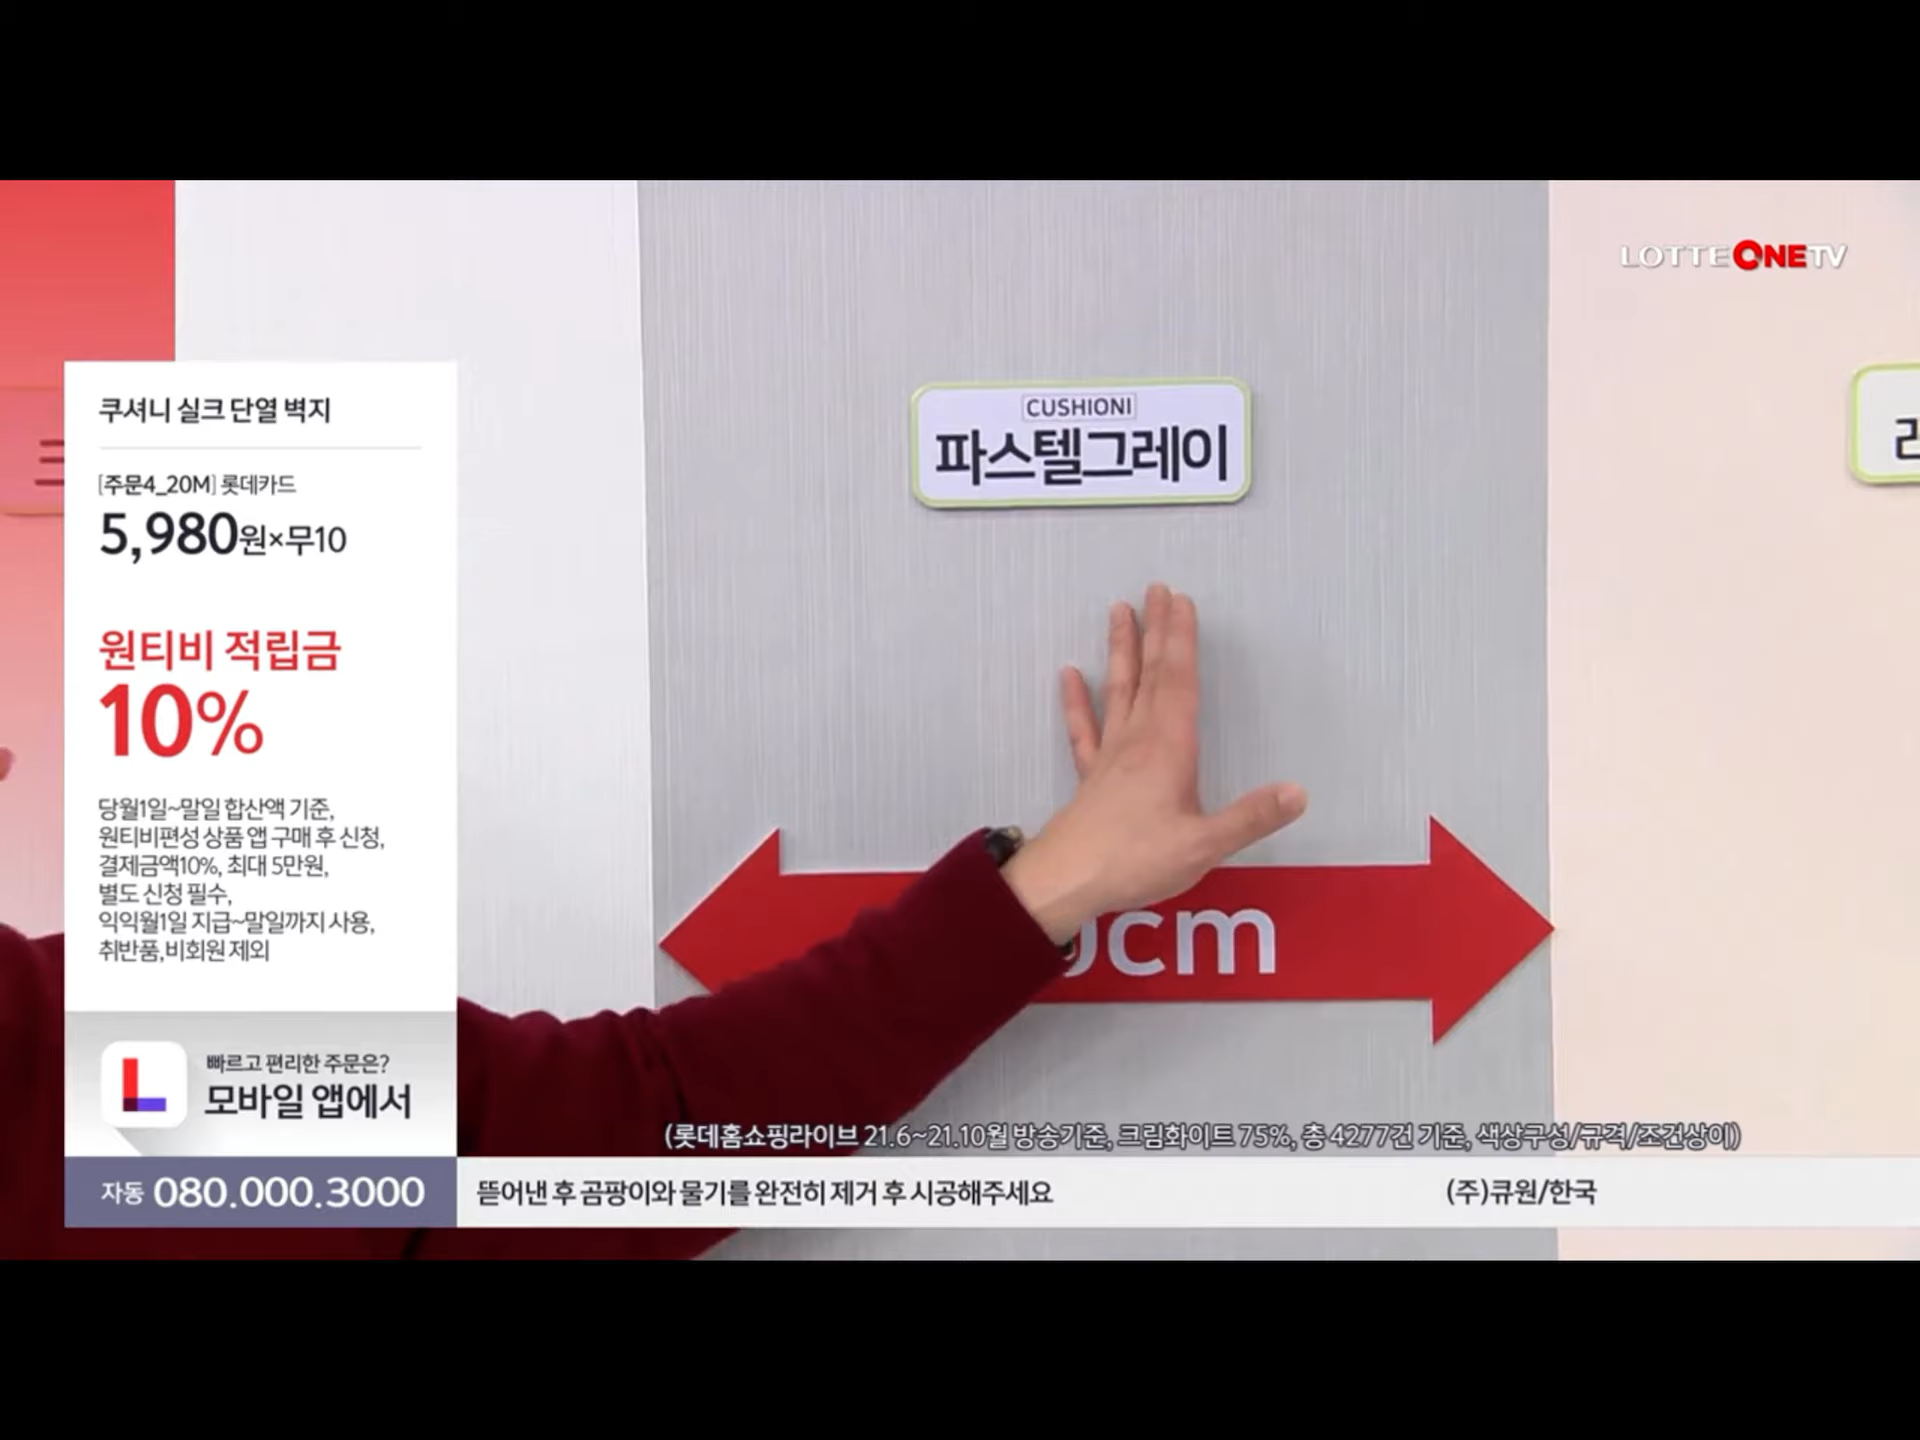 LOTTE ONE TV
쿠셔니 실크 단열 벽지
[주문4_20M] 롯데카드
5,980원×무10
원티비 적립금
10%
당월1일~말일 합산액 기준,
원티비편성 상품 앱 구매 후 신청,
결제금액10%, 최대 5만원,
별도 신청 필수,
익익월1일 지급~말일까지 사용,
취반품,비회원 제외
빠르고 편리한 주문은?
모바일 앱에서
자동 080.000.3000
CUSHIONI
파스텔그레이
cm
(롯데홈쇼핑라이브 21.6~21.10월 방송기준, 크림화이트 75%, 총 4277건 기준, 색상구성/규격/조건상이)
뜯어낸 후 곰팡이와 물기를 완전히 제거 후 시공해주세요
(주)큐원/한국